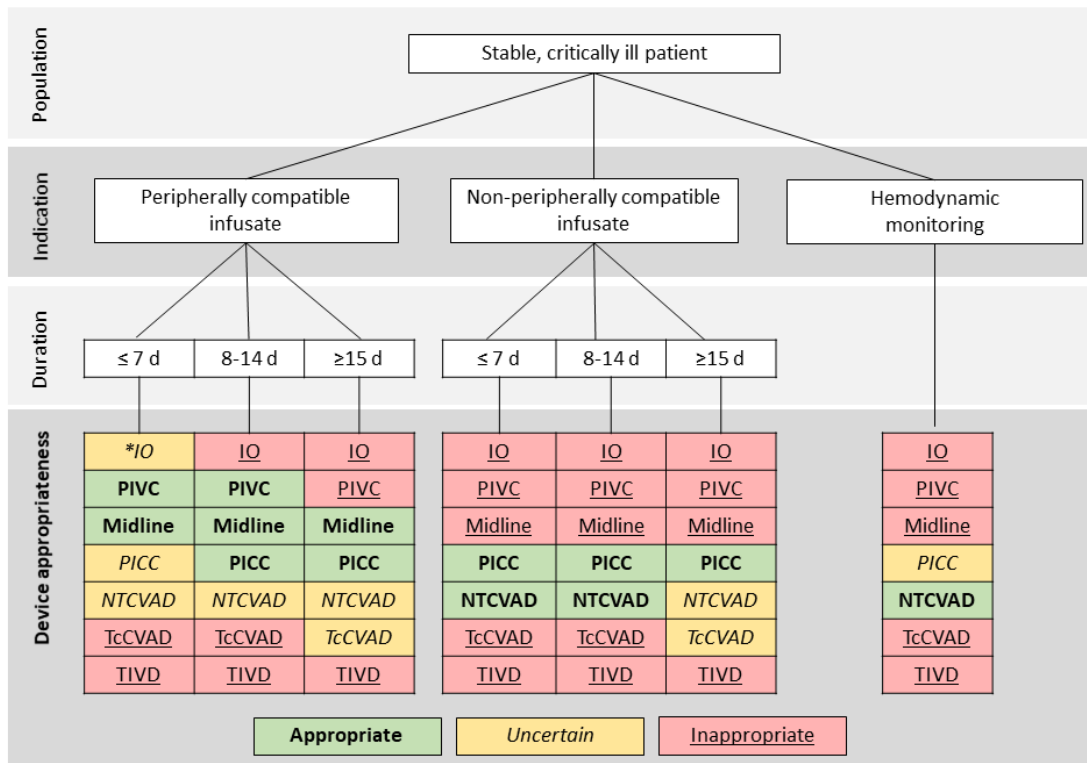 Population
Stable, critically ill patient
Indication
Peripherally compatible
infusate
Non-peripherally compatible
infusate
Hemodynamic
monitoring
Duration
≤ 7 d 8-14 d ≥15 d ≤ 7 d 8-14 d ≥15 d
Device appropriateness
*IO IO IO IO IO IO IO
PIVC PIVC PIVC PIVC PIVC PIVC PIVC
Midline Midline Midline Midline Midline Midline Midline
PICC PICC PICC PICC PICC PICC PICC
NTCVAD NTCVAD NTCVAD NTCVAD NTCVAD NTCVAD NTCVAD
TcCVAD TcCVAD TcCVAD TcCVAD TcCVAD TcCVAD TcCVAD
TIVD TIVD TIVD TIVD TIVD TIVD TIVD
Appropriate Uncertain Inappropriate